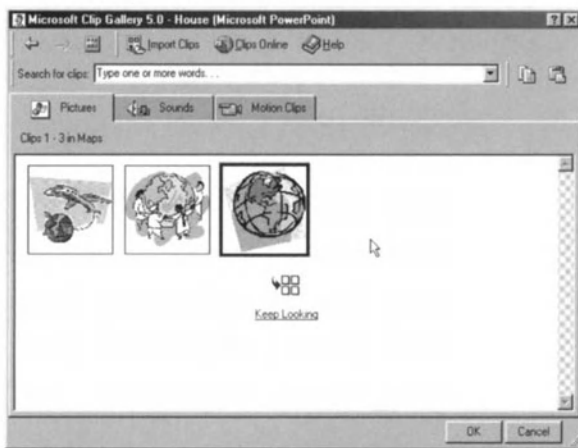 Microsoft Clip Gallery 5.0 - House (Microsoft PowerPoint)
Import Clips Clips Online Help
Search for clips: Type one or more words. . .
Pictures Sounds Motion Clips
Clips 1 - 3 in Maps
Keep Looking
OK Cancel